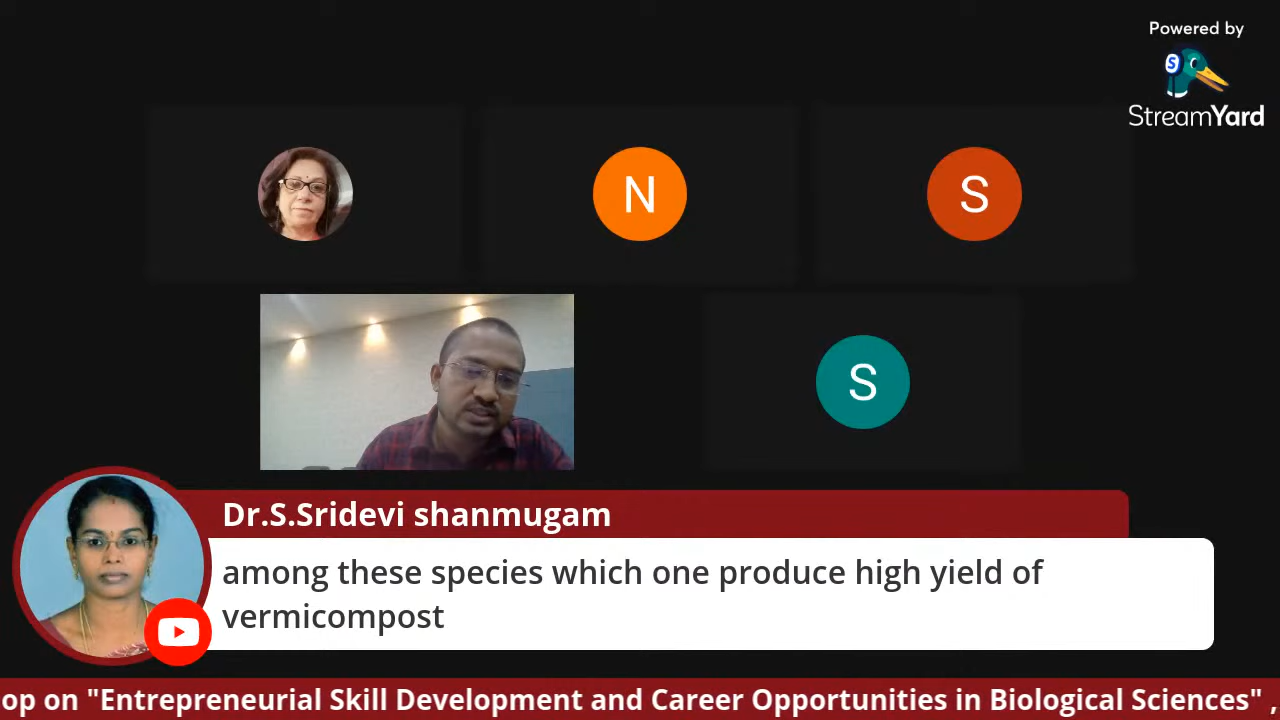 Powered by
S
StreamYard
N
S
S
Dr.S.Sridevi shanmugam
among these species which one produce high yield of
vermicompost
op on "Entrepreneurial Skill Development and Career Opportunities in Biological Sciences" ,